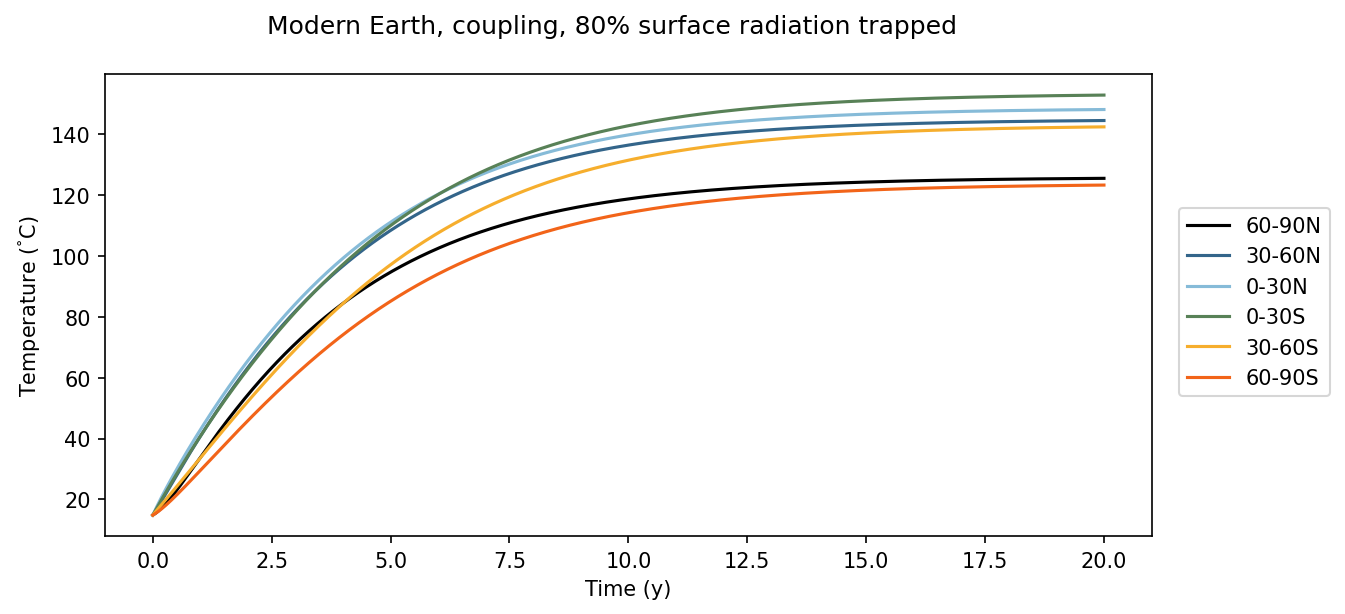 Modern Earth, coupling, 80% surface radiation trapped
Temperature (°C)
140
120
100
80
60
40
20
0.0 2.5 5.0 7.5 10.0 12.5 15.0 17.5 20.0
Time (y)
60-90N
30-60N
0-30N
0-30S
30-60S
60-90S